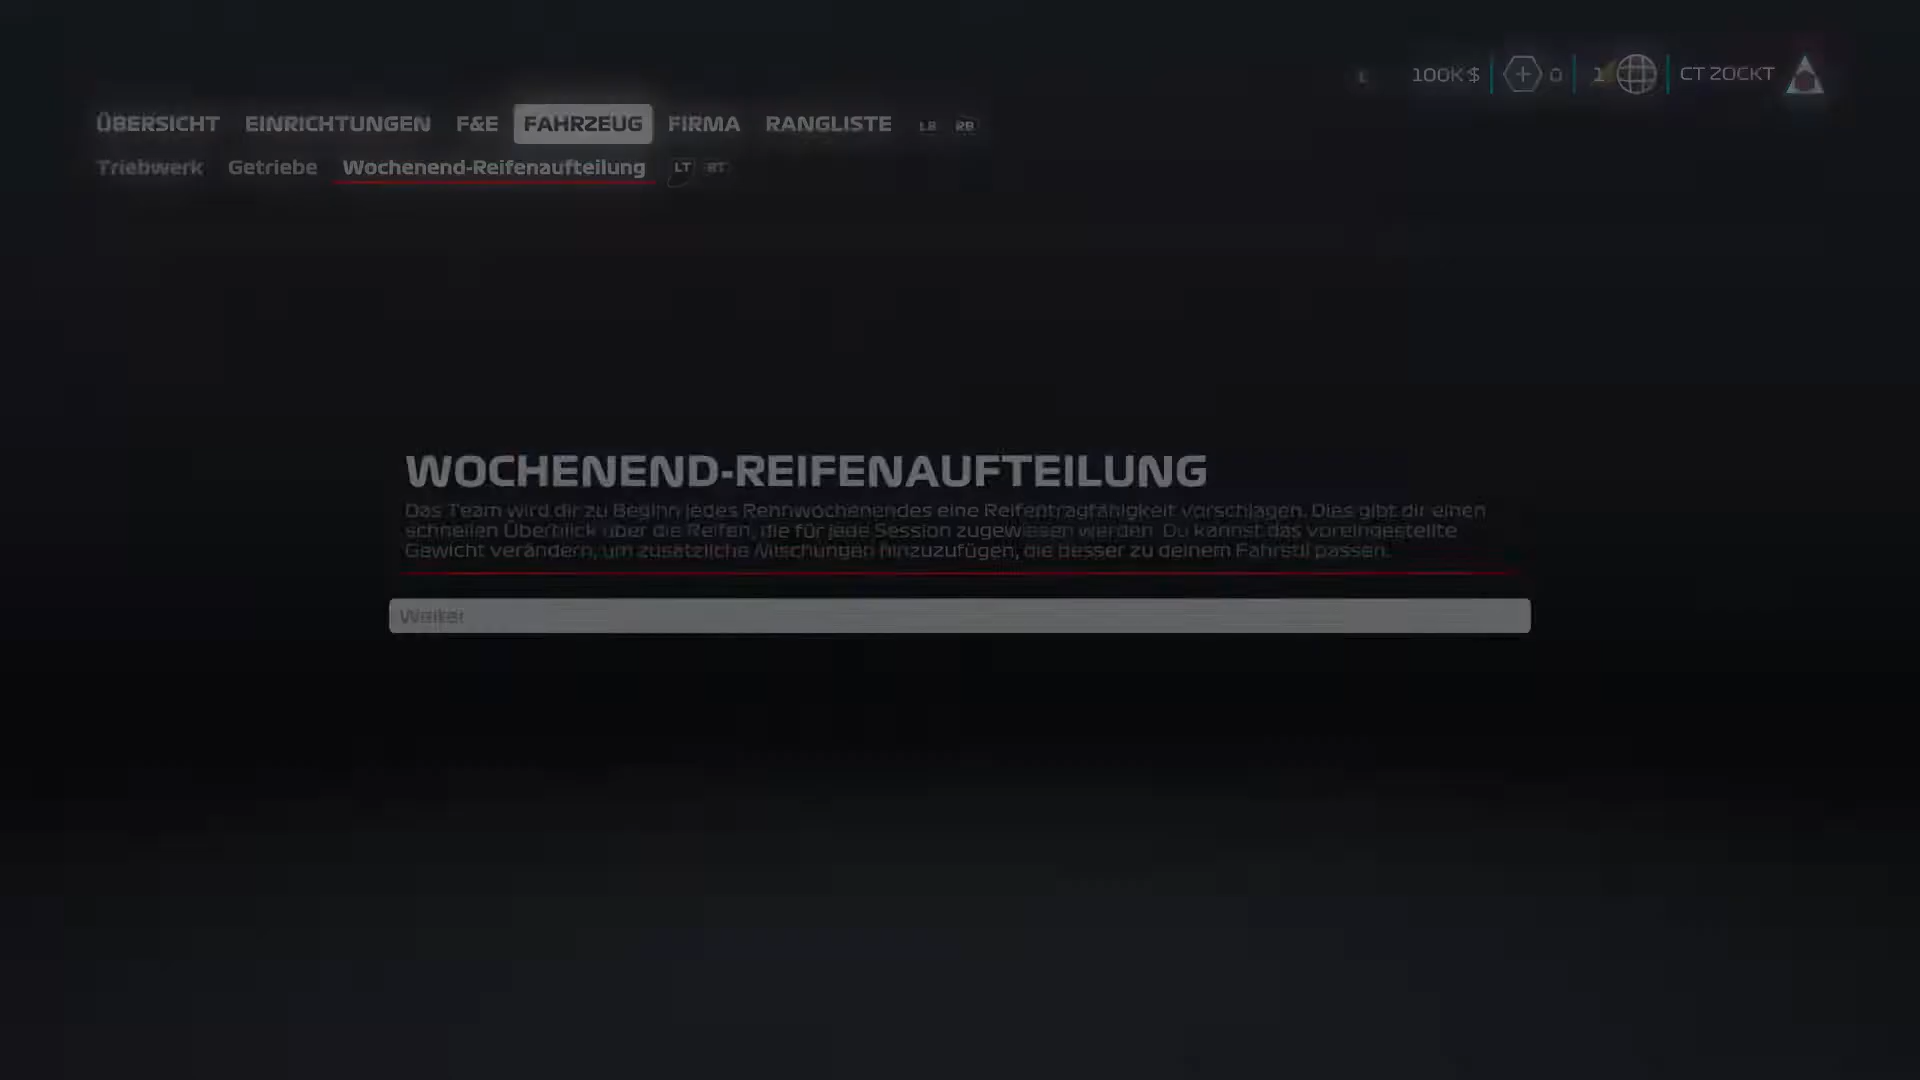 100K$ 0 1 CT ZOCKT
ÜBERSICHT EINRICHTUNGEN F&E FAHRZEUG FIRMA RANGLISTE LB RB
Triebwerk Getriebe Wochenend-Reifenaufteilung LT RT
WOCHENEND-REIFENAUFTEILUNG
Das Team wird dir zu Beginn jedes Rennwochenendes eine Reifentragfähigkeit vorschlagen. Dies gibt dir einen
schnellen Überblick über die Reifen, die für jede Session zugewiesen werden. Du kannst das voreingestellte
Gewicht verändern, um zusätzliche Mischungen hinzuzufügen, die besser zu deinem Fahrstil passen.
Weiter